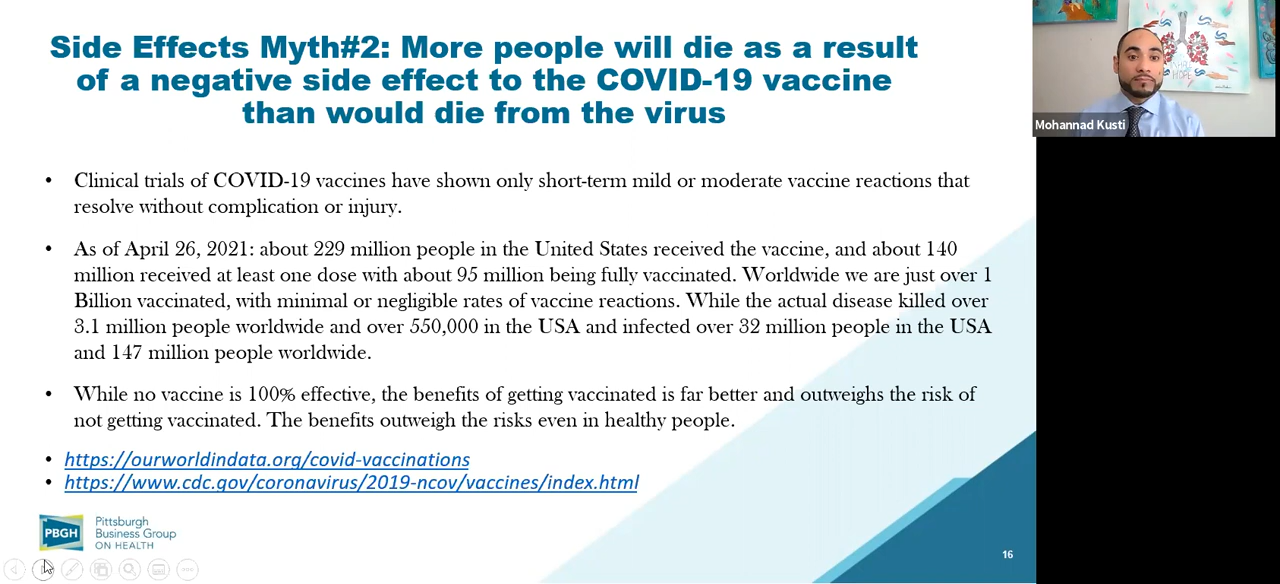 Side Effects Myth#2: More people will die as a result
of a negative side effect to the COVID-19 vaccine
than would die from the virus
Mohannad Kusti
• Clinical trials of COVID-19 vaccines have shown only short-term mild or moderate vaccine reactions that
resolve without complication or injury.
• As of April 26, 2021: about 229 million people in the United States received the vaccine, and about 140
million received at least one dose with about 95 million being fully vaccinated. Worldwide we are just over 1
Billion vaccinated, with minimal or negligible rates of vaccine reactions. While the actual disease killed over
3.1 million people worldwide and over 550,000 in the USA and infected over 32 million people in the USA
and 147 million people worldwide.
• While no vaccine is 100% effective, the benefits of getting vaccinated is far better and outweighs the risk of
not getting vaccinated. The benefits outweigh the risks even in healthy people.
• https://ourworldindata.org/covid-vaccinations
• https://www.cdc.gov/coronavirus/2019-ncov/vaccines/index.html
PBGH
Pittsburgh
Business Group
ON HEALTH
16